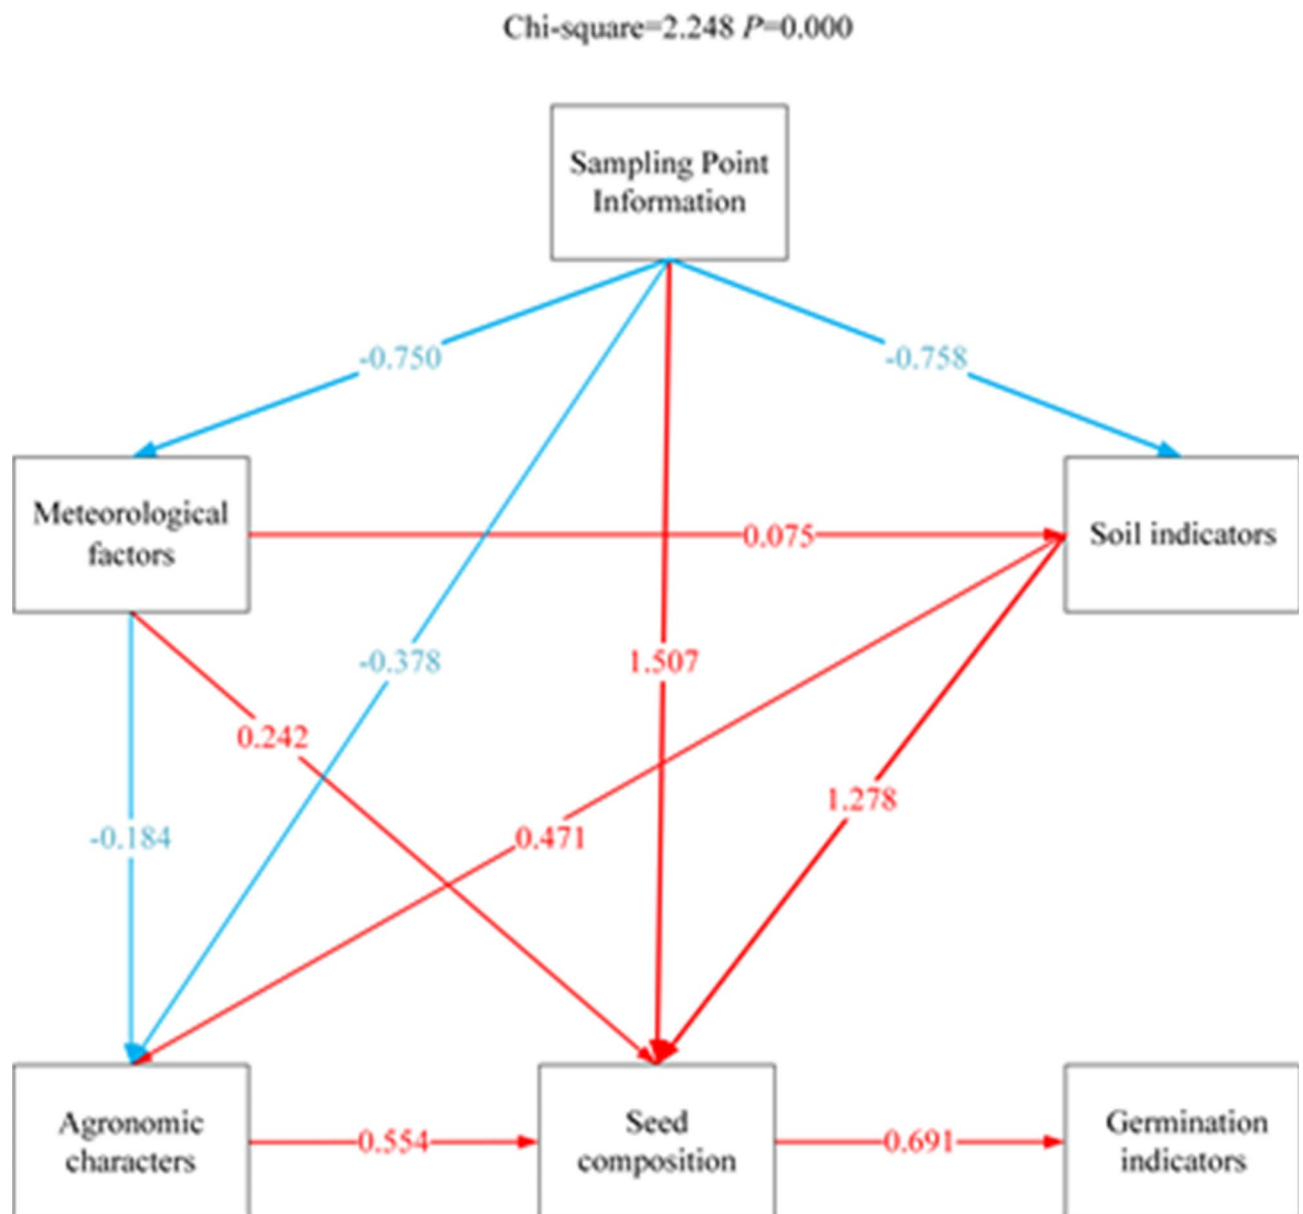 Chi-square=2.248 P=0.000
Sampling Point
Information
-0.750
-0.758
Meteorological
factors
0.075
Soil indicators
-0.378
1.507
0.242
1.278
-0.184
0.471
Agronomic
characters
0.554
Seed
composition
0.691
Germination
indicators